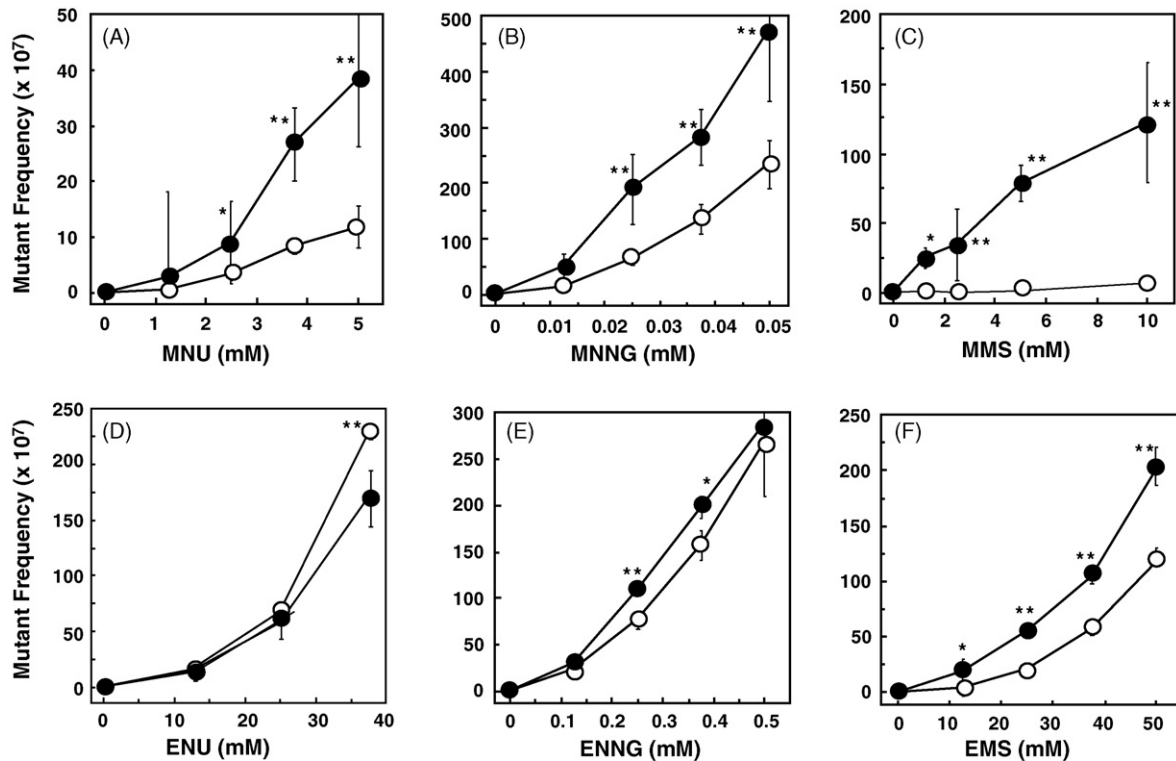 (A) (B) (C)
Mutant Frequency (x 10⁷)
50 40 30 20 10 0
500 400 300 200 100 0
200 150 100 50 0
* ** **
** ** **
* ** ** **
0 1 2 3 4 5
0 0.01 0.02 0.03 0.04 0.05
0 2 4 6 8 10
MNU (mM) MNNG (mM) MMS (mM)
(D) (E) (F)
Mutant Frequency (x 10⁷)
250 200 150 100 50 0
300 250 200 150 100 50 0
250 200 150 100 50 0
**
** *
* ** ** **
0 10 20 30 40
0 0.1 0.2 0.3 0.4 0.5
0 10 20 30 40 50
ENU (mM) ENNG (mM) EMS (mM)